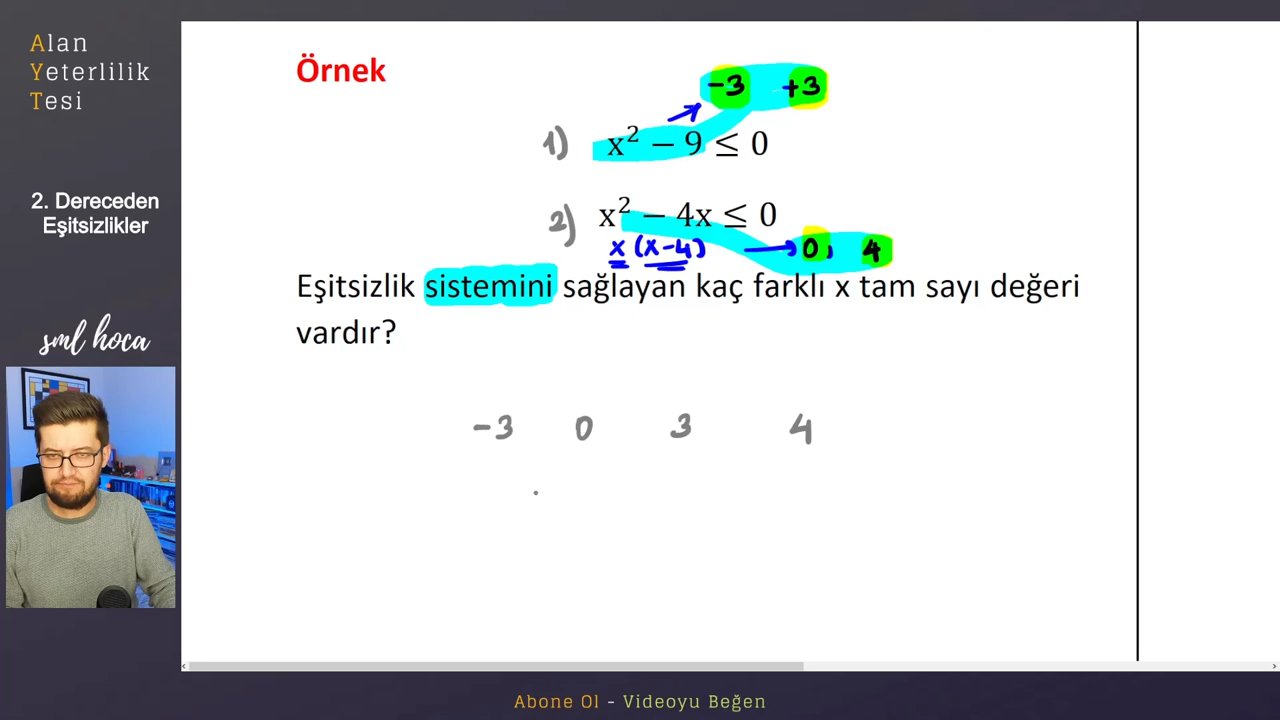 Alan
Yeterlilik
Tesi
2. Dereceden
Eşitsizlikler
sml hoca
Örnek
-3 +3
1) x² − 9 ≤ 0
2) x² − 4x ≤ 0
x (x-4) → 0, 4
Eşitsizlik sistemini sağlayan kaç farklı x tam sayı değeri
vardır?
-3 0 3 4
Abone Ol - Videoyu Beğen